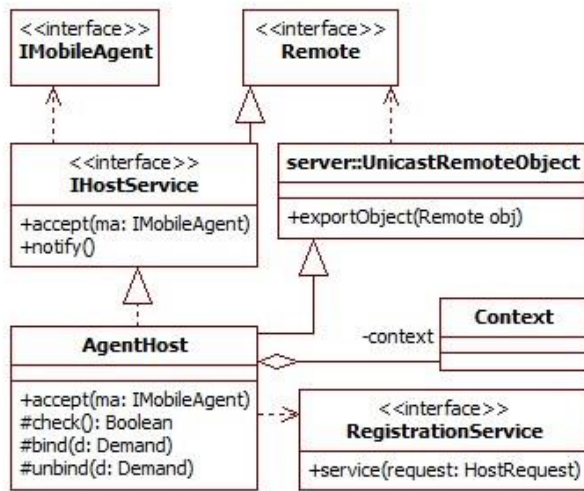 <<interface>>
IMobileAgent
<<interface>>
Remote
<<interface>>
IHostService
+accept(ma: IMobileAgent)
+notify()
server::UnicastRemoteObject
+exportObject(Remote obj)
AgentHost
+accept(ma: IMobileAgent)
#check(): Boolean
#bind(d: Demand)
#unbind(d: Demand)
-context
Context
<<interface>>
RegistrationService
+service(request: HostRequest)